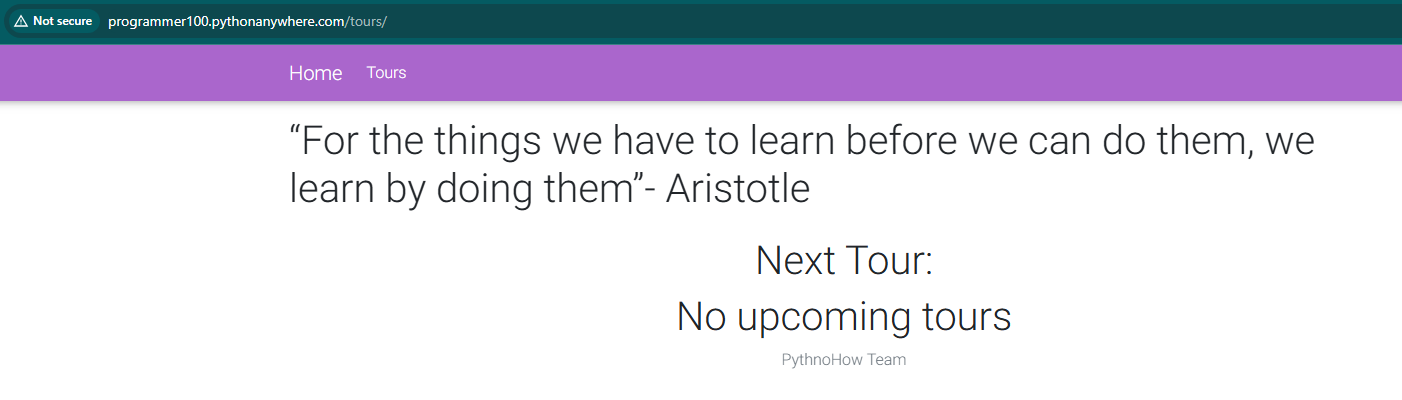 Not secure programmer100.pythonanywhere.com/tours/
Home Tours
“For the things we have to learn before we can do them, we
learn by doing them”- Aristotle
Next Tour:
No upcoming tours
PythnoHow Team